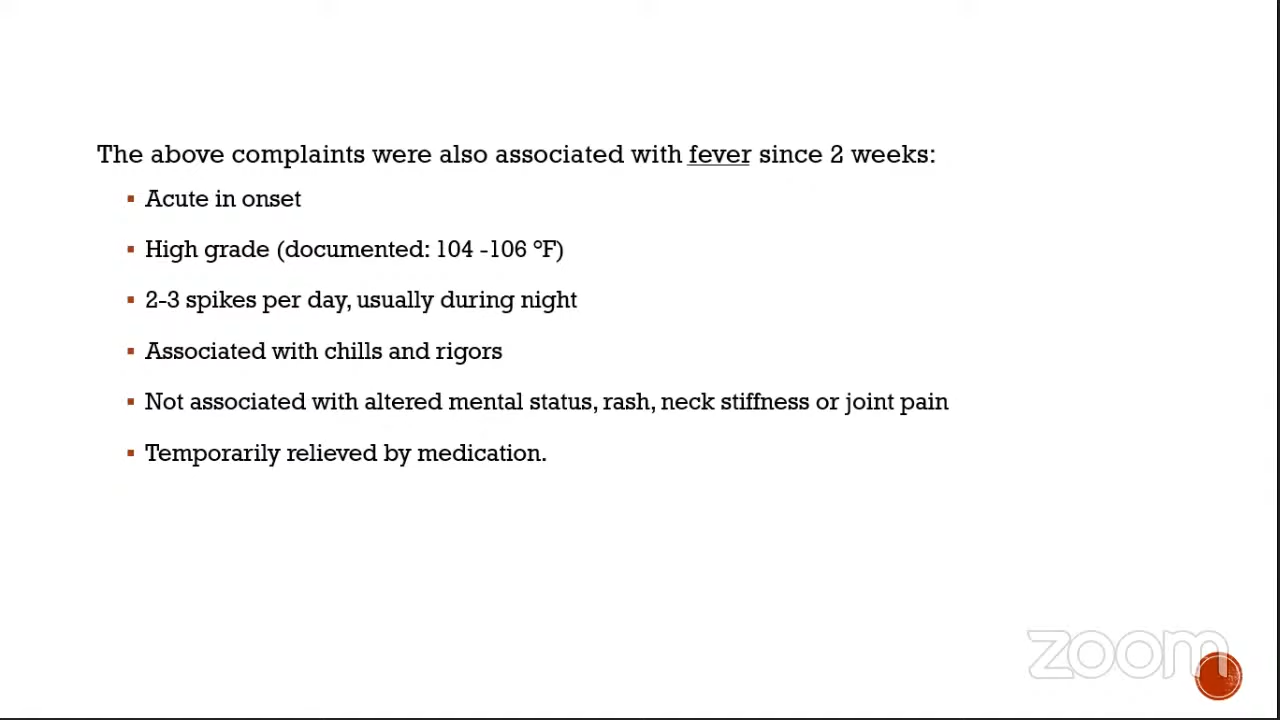 The above complaints were also associated with fever since 2 weeks:
▪ Acute in onset
▪ High grade (documented: 104 -106 °F)
▪ 2-3 spikes per day, usually during night
▪ Associated with chills and rigors
▪ Not associated with altered mental status, rash, neck stiffness or joint pain
▪ Temporarily relieved by medication.
zoom